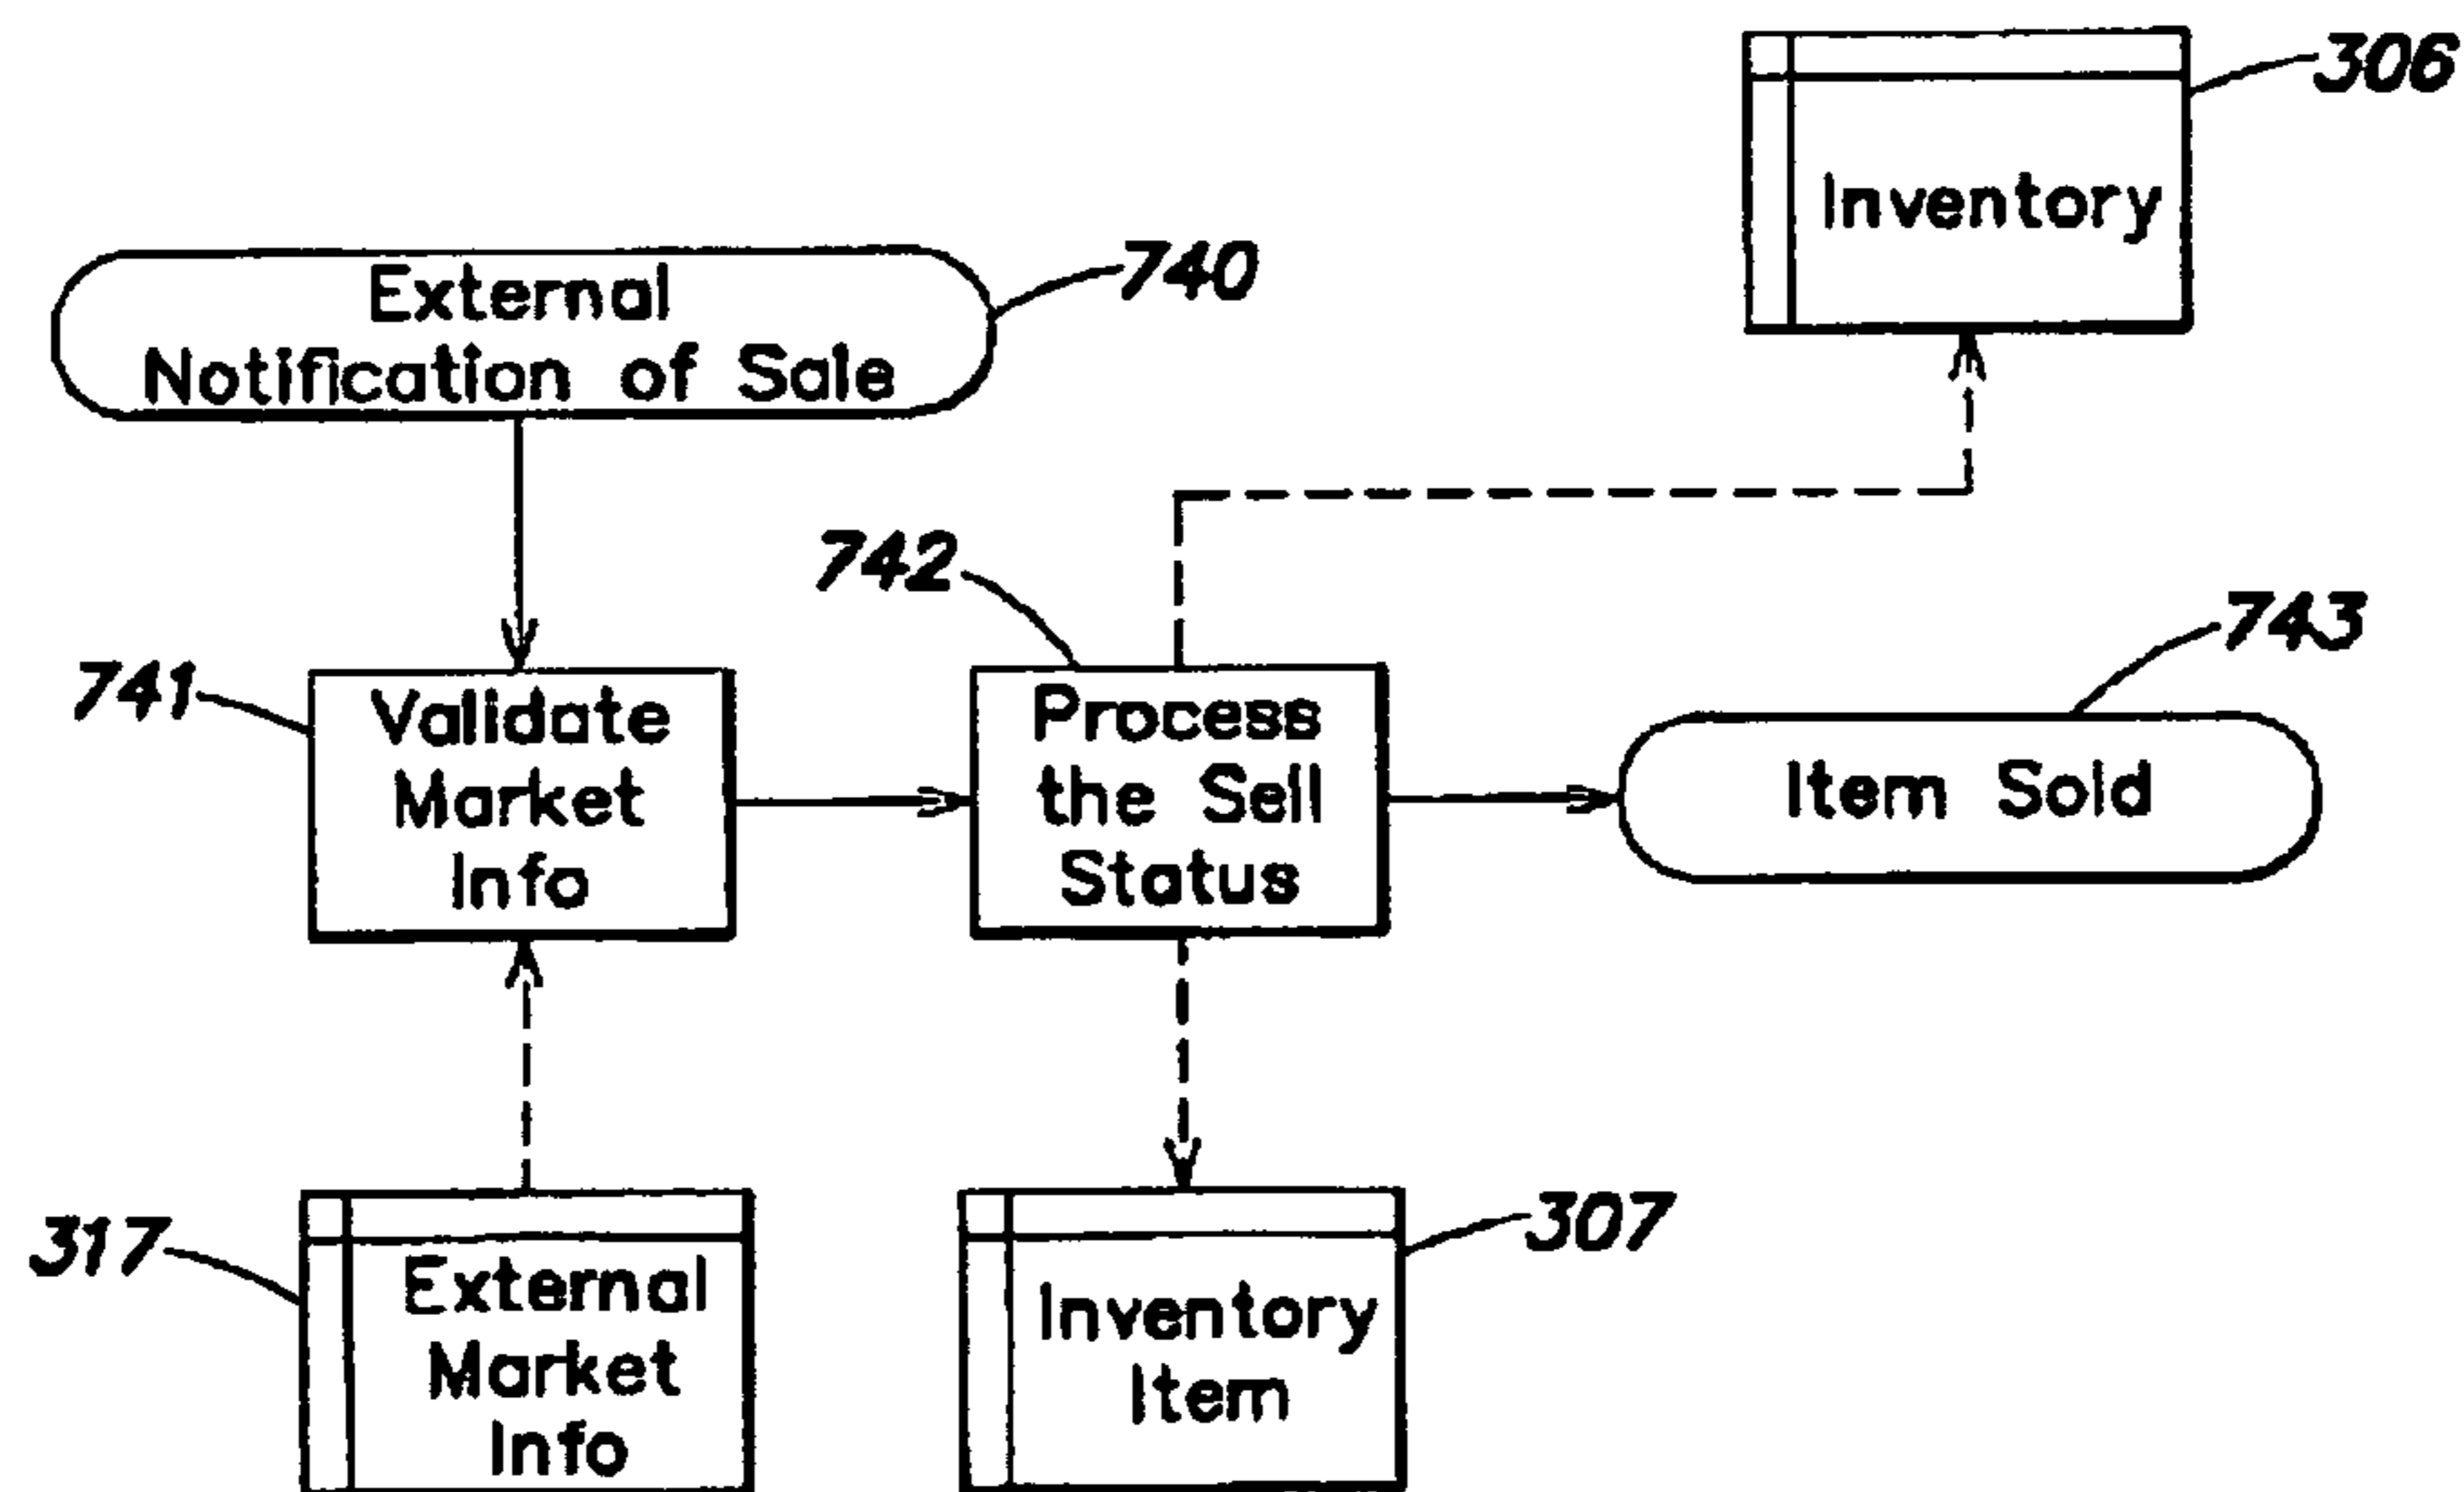 306
Inventory
740
External
Notification of Sale
742
743
741
Validate
Market
Info
Process
the Sell
Status
Item Sold
317
External
Market
Info
307
Inventory
Item